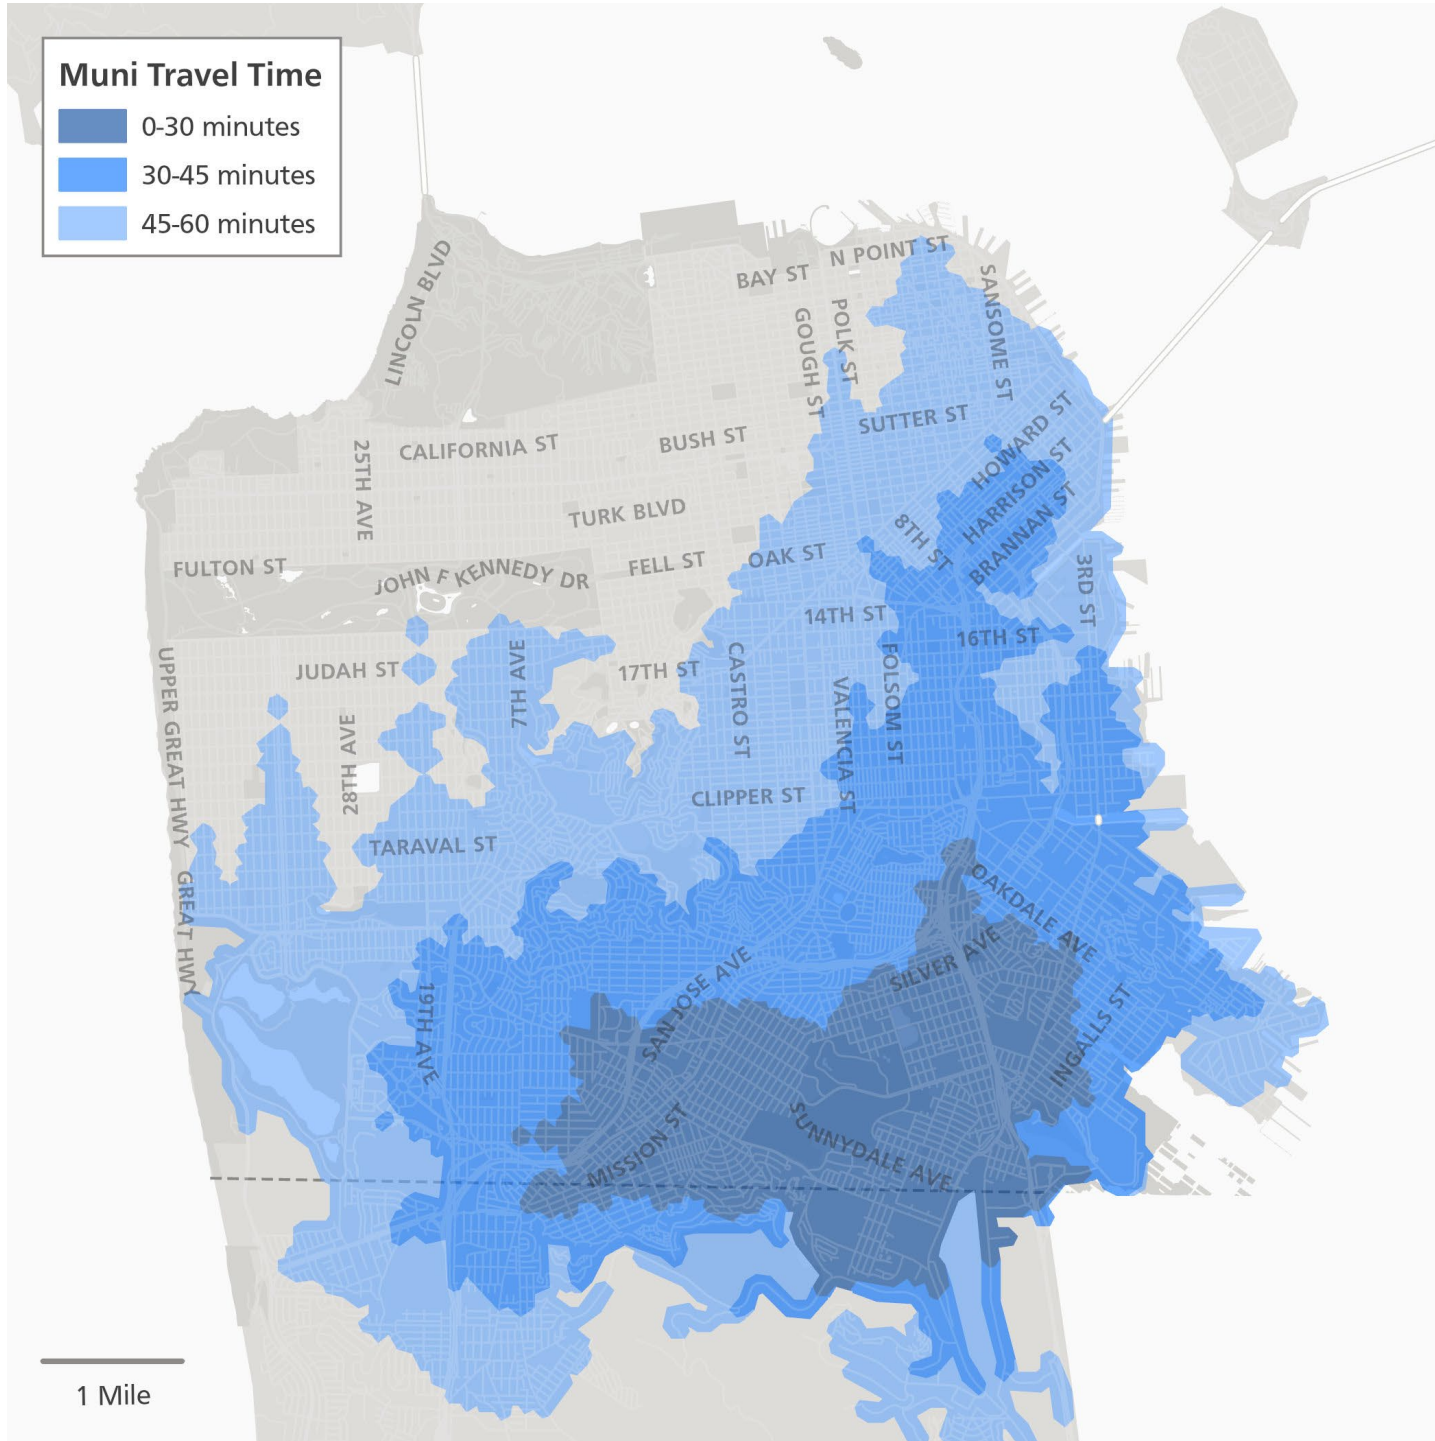 Muni Travel Time
0-30 minutes
30-45 minutes
45-60 minutes
LINCOLN BLVD
BAY ST
N POINT ST
SANSOME ST
POLK ST
GOUGH ST
SUTTER ST
HOWARD ST
HARRISON ST
BRANNAN ST
25TH AVE
CALIFORNIA ST
BUSH ST
TURK BLVD
8TH ST
FULTON ST
JOHN F KENNEDY DR
FELL ST
OAK ST
3RD ST
14TH ST
16TH ST
UPPER GREAT HWY
JUDAH ST
7TH AVE
17TH ST
CASTRO ST
VALENCIA ST
FOLSOM ST
28TH AVE
CLIPPER ST
TARAVAL ST
GREAT HWY
OAKDALE AVE
SILVER AVE
19TH AVE
SAN JOSE AVE
INGALLS ST
MISSION ST
SUNNYDALE AVE
1 Mile